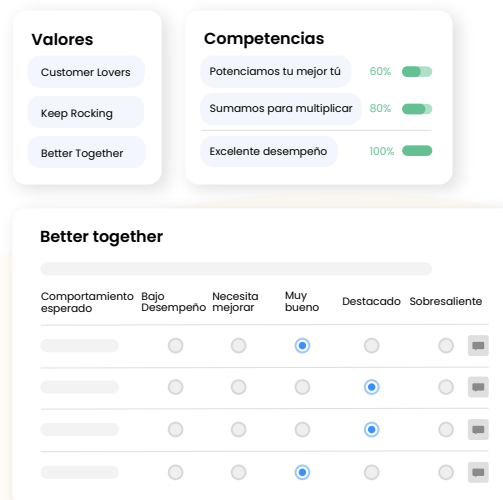 Valores
Customer Lovers
Keep Rocking
Better Together
Competencias
Potenciamos tu mejor tú 60%
Sumamos para multiplicar 80%
Excelente desempeño 100%
Better together
Comportamiento
esperado
Bajo
Desempeño
Necesita
mejorar
Muy
bueno
Destacado
Sobresaliente